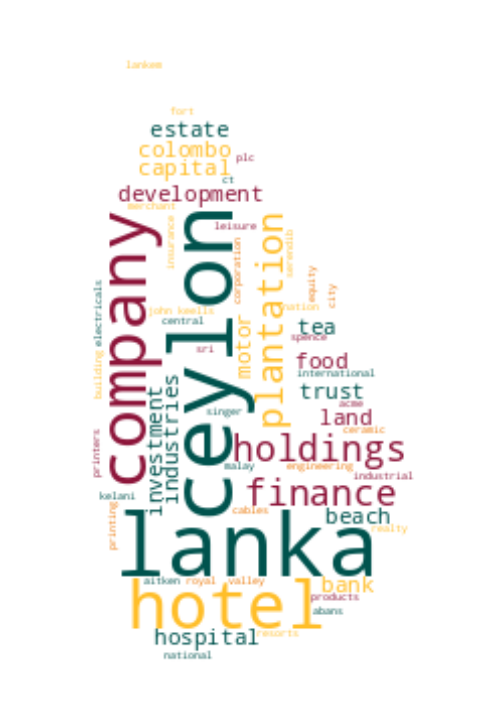 lankem
fort
estate
colombo
plc
capital
ct
development
merchant
company
ceylon
insurance
leisure
plantation
serendib
corporation
equity
city
electricals
john keells
nation
central
tea
spence
motor
sri
food
international
building
trust
acme
investment
industries
singer
land
ceramic
printers
holdings
malay
engineering
industrial
finance
kelani
cables
beach
printing
lanka
realty
aitken
royal
valley
bank
products
hotel
abans
hospital
resorts
national